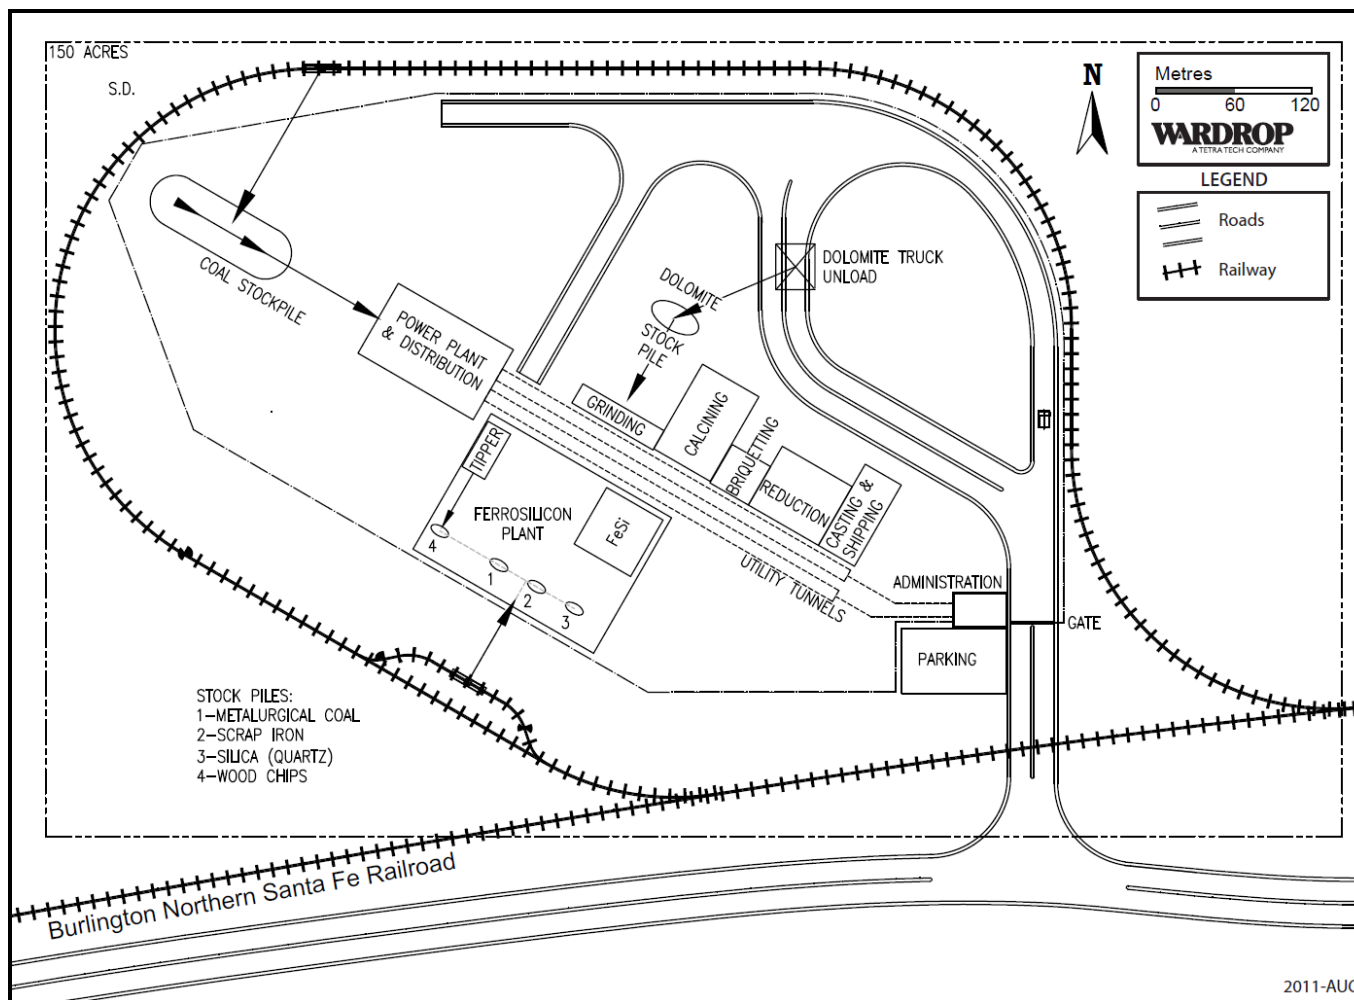 150 ACRES
S.D.
N
Metres
0 60 120
WARDROP
A TETRA TECH COMPANY
LEGEND
Roads
Railway
COAL STOCKPILE
POWER PLANT
& DISTRIBUTION
DOLOMITE TRUCK
UNLOAD
DOLOMITE
STOCK
PILE
GRINDING
CALCINING
BRIQUETTING
REDUCTION
CASTING &
SHIPPING
TIPPER
FERROSILICON
PLANT
FeSi
4
1
2
3
UTILITY TUNNELS
ADMINISTRATION
GATE
PARKING
STOCK PILES:
1-METALURGICAL COAL
2-SCRAP IRON
3-SILICA (QUARTZ)
4-WOOD CHIPS
Burlington Northern Santa Fe Railroad
2011-AUG